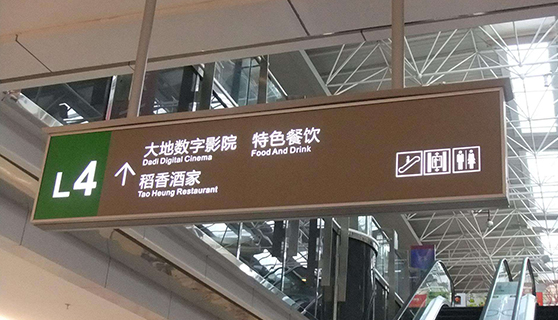 L4
大地数字影院 特色餐饮
Dadi Digital Cinema Food And Drink
稻香酒家
Tao Heung Restaurant